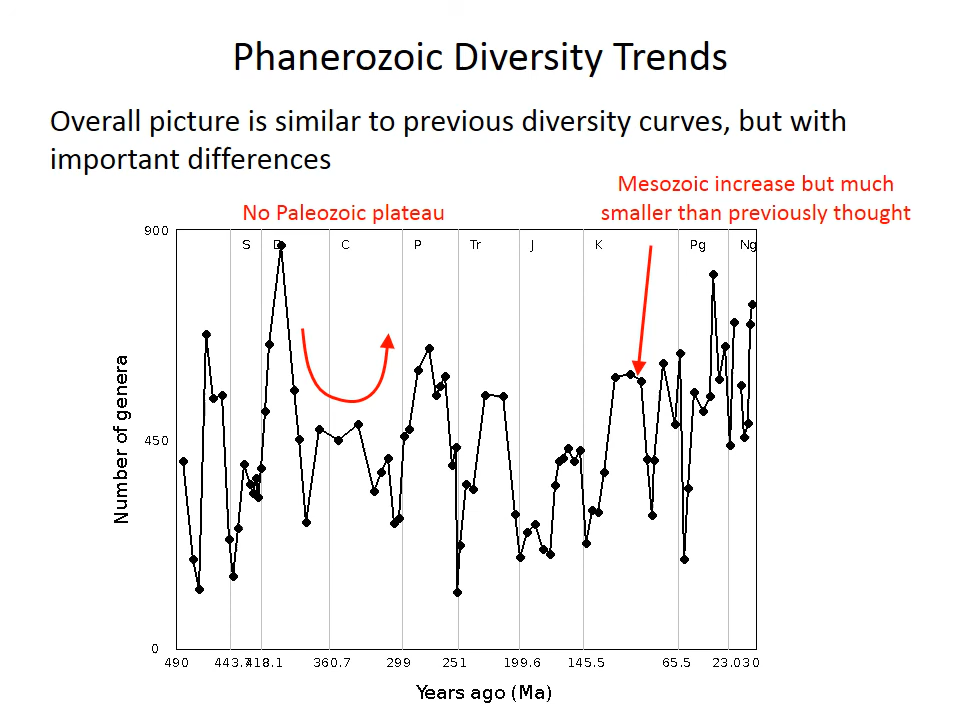 Phanerozoic Diversity Trends
Overall picture is similar to previous diversity curves, but with
important differences
Mesozoic increase but much
smaller than previously thought
No Paleozoic plateau
900
S
D
C
P
Tr
J
K
Pg
Ng
Number of genera
450
0
490
443.7
418.1
360.7
299
251
199.6
145.5
65.5
23.03
0
Years ago (Ma)